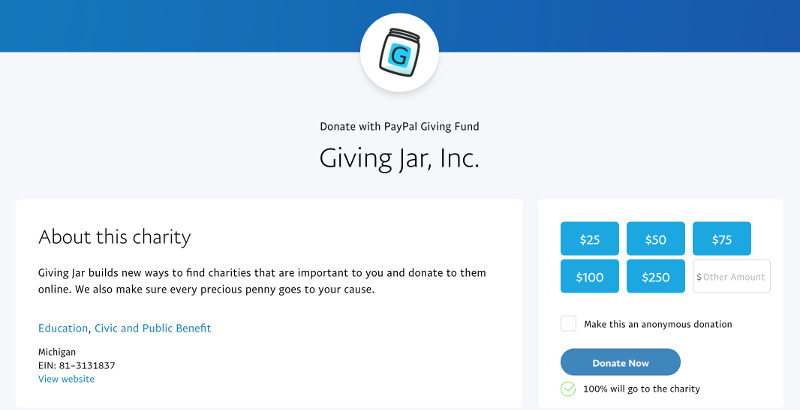 G
Donate with PayPal Giving Fund
Giving Jar, Inc.
About this charity
Giving Jar builds new ways to find charities that are important to you and donate to them
online. We also make sure every precious penny goes to your cause.
Education, Civic and Public Benefit
Michigan
EIN: 81-3131837
View website
$25 $50 $75
$100 $250 $ Other Amount
Make this an anonymous donation
Donate Now
100% will go to the charity